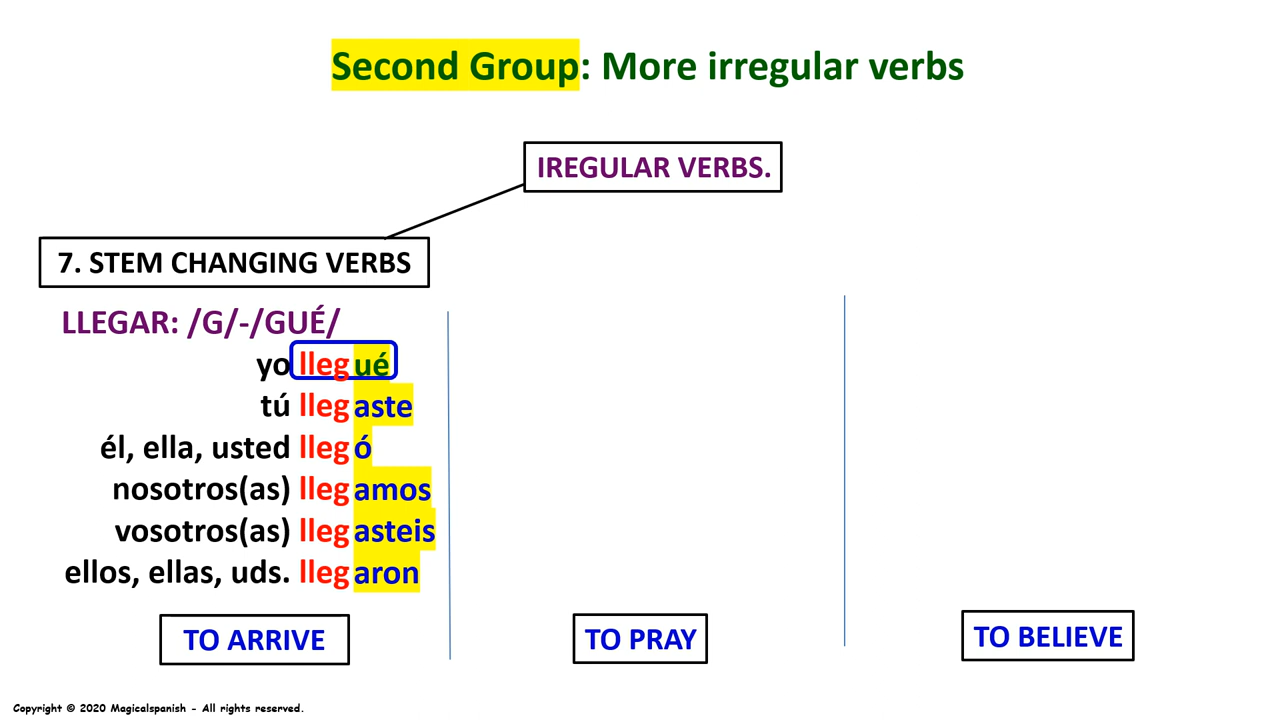 Second Group: More irregular verbs
IREGULAR VERBS.
7. STEM CHANGING VERBS
LLEGAR: /G/-/GUÉ/
yo llegué
tú llegaste
él, ella, usted llegó
nosotros(as) llegamos
vosotros(as) llegasteis
ellos, ellas, uds. llegaron
TO ARRIVE
TO PRAY
TO BELIEVE
Copyright © 2020 Magicalspanish - All rights reserved.